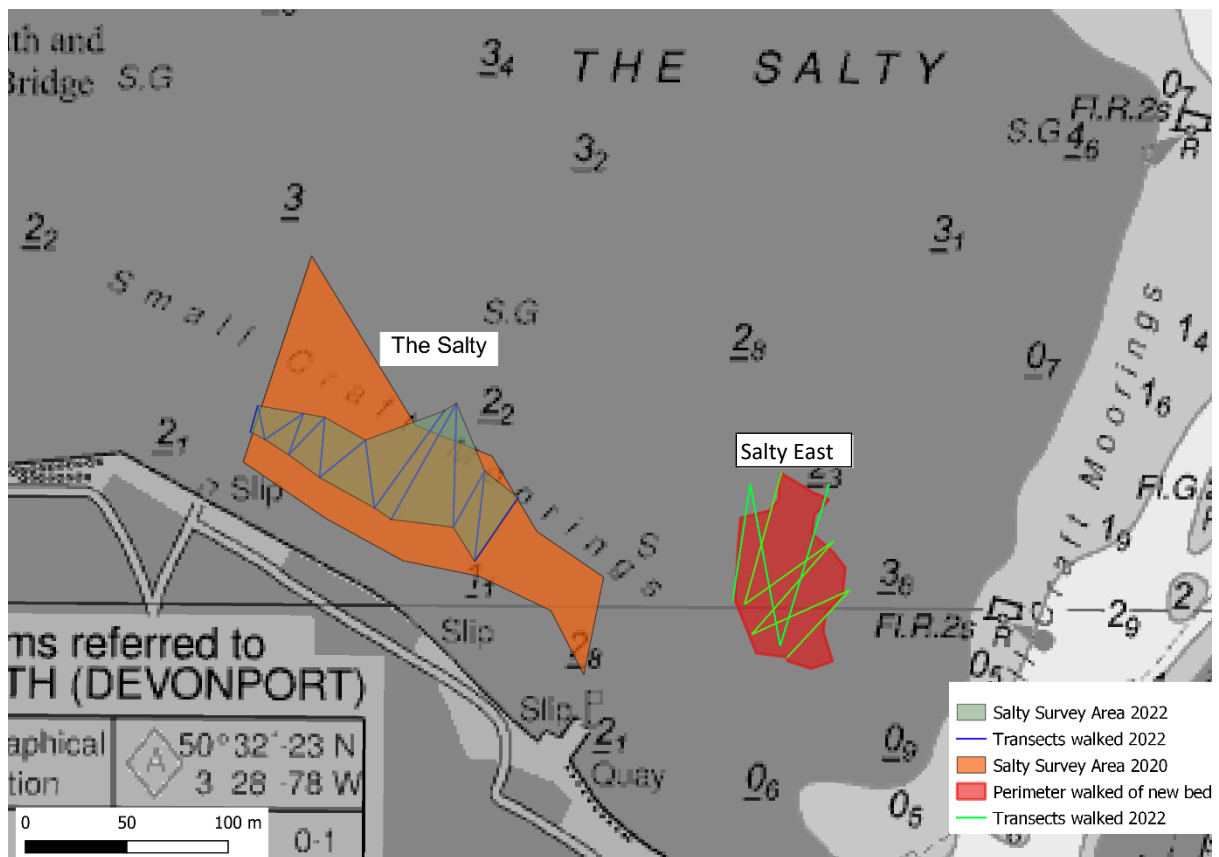 ath and
Bridge S.G
3₄
THE SALTY
0₇
Fl.R.2s
S.G 4₆
R
3₂
3
2₂
3₁
Small Craft Moorings
S.G
The Salty
2₈
0₇
1₄
1₆
Craft Moorings
2₂
2₁
Salty East
2₃
Fl.G.2
Slip
S
1₉
1₁
3₈
Fl.R.2s
R
2₉
2
0₅
Slip
2₈
ms referred to
TH (DEVONPORT)
Slip
2₁
Quay
0₉
0₆
0₅
aphical
tion
A
50°32'·23 N
3 28 ·78 W
0·1
0 50 100 m
Salty Survey Area 2022
Transects walked 2022
Salty Survey Area 2020
Perimeter walked of new bed
Transects walked 2022